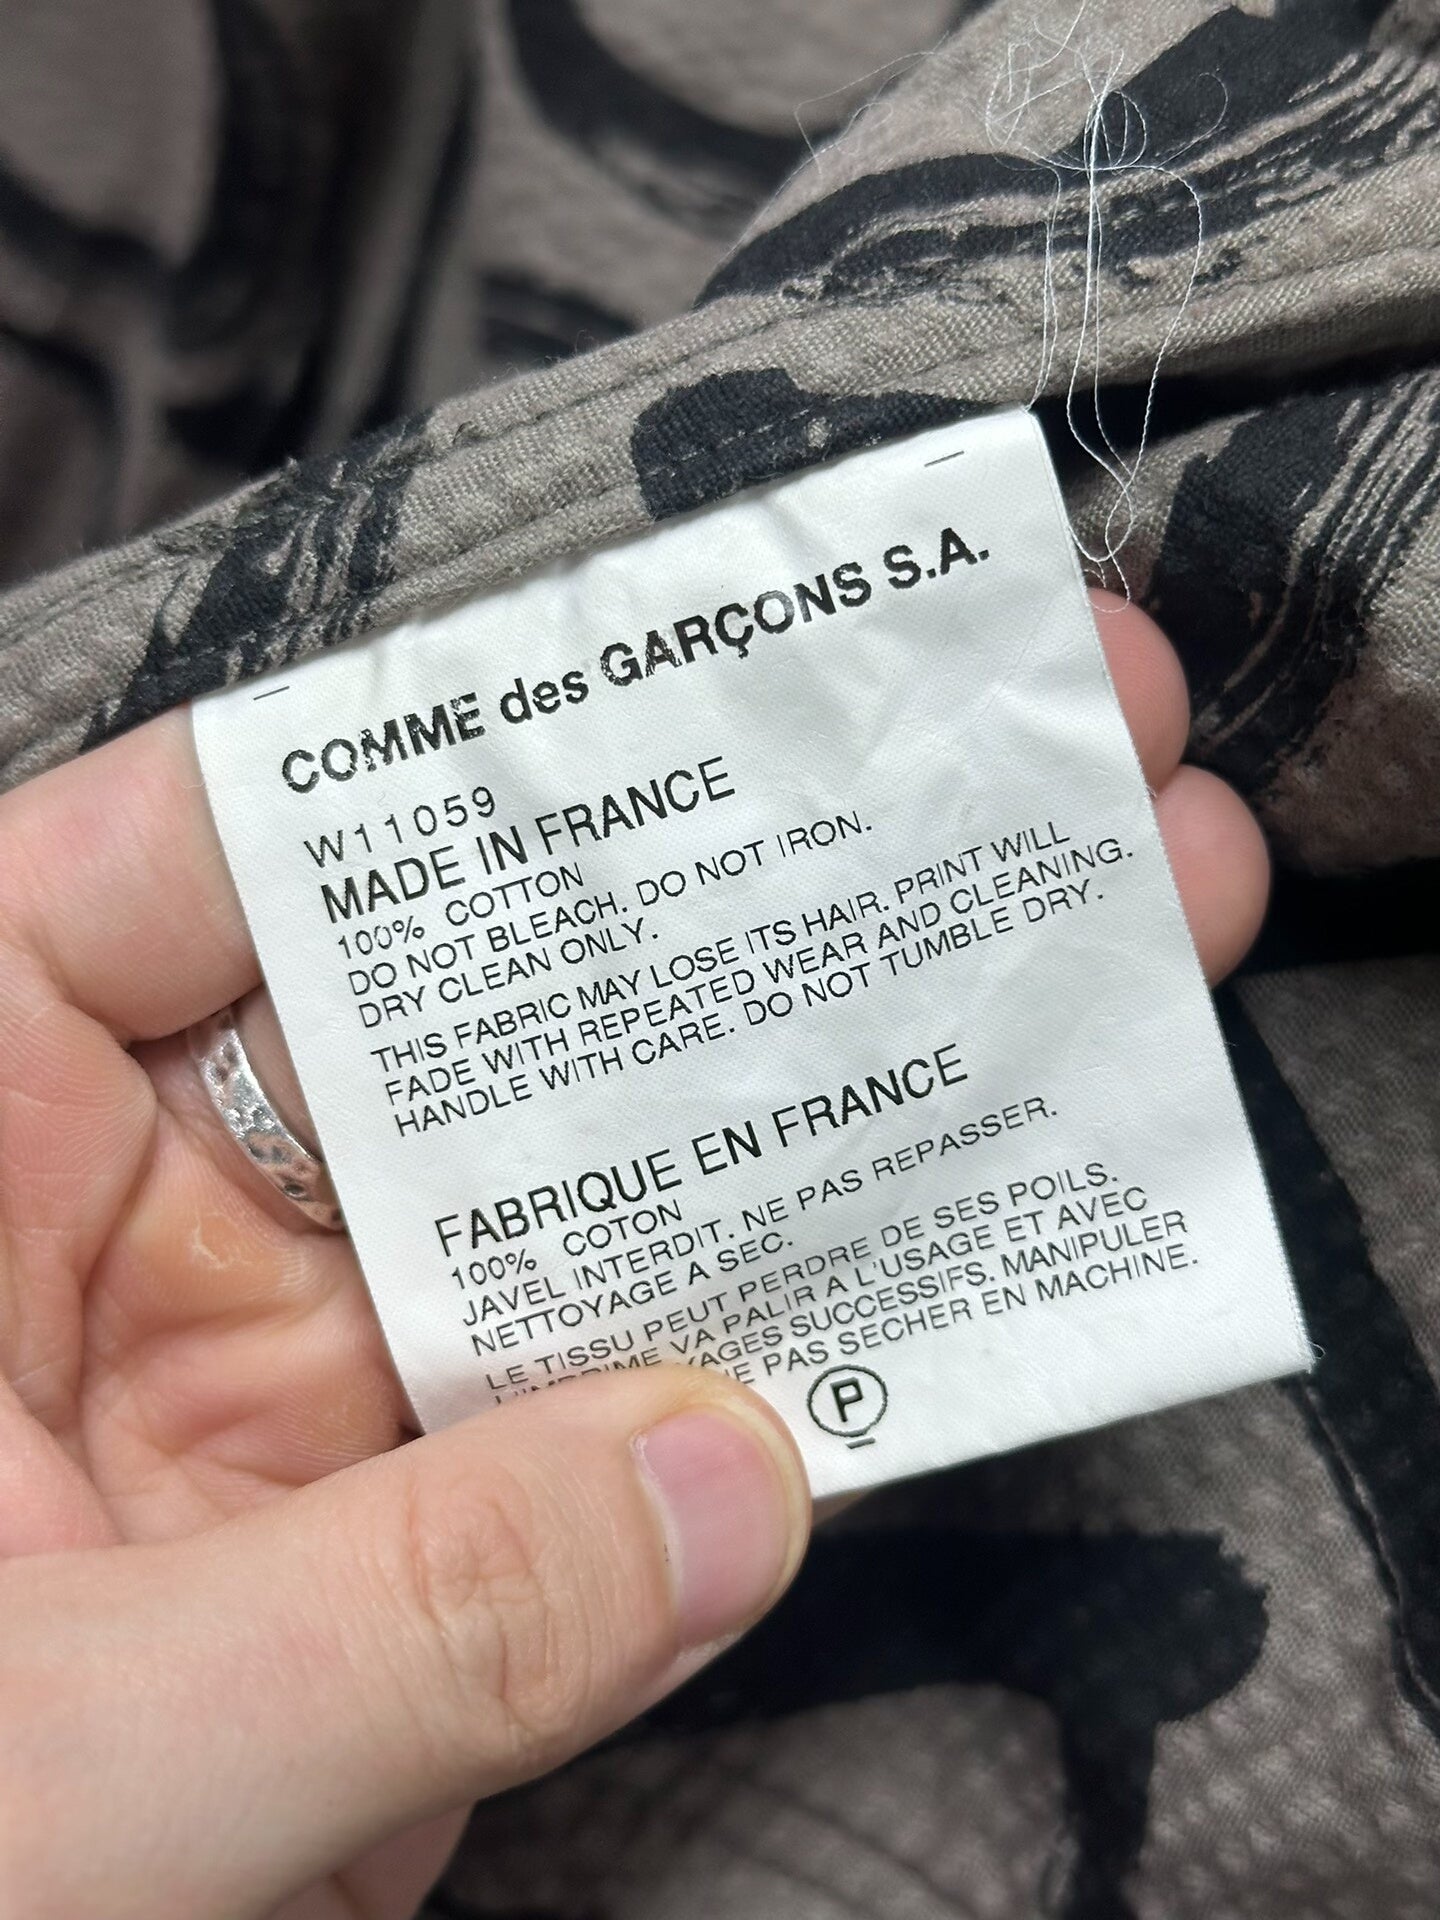 COMME des GARÇONS S.A.
W11059
MADE IN FRANCE
100% COTTON
DO NOT BLEACH. DO NOT IRON.
DRY CLEAN ONLY.
THIS FABRIC MAY LOSE ITS HAIR. PRINT WILL
FADE WITH REPEATED WEAR AND CLEANING.
HANDLE WITH CARE. DO NOT TUMBLE DRY.
FABRIQUE EN FRANCE
100% COTON
JAVEL INTERDIT. NE PAS REPASSER.
NETTOYAGE A SEC.
LE TISSU PEUT PERDRE DE SES POILS.
L'IMPRIME VA PALIR A L'USAGE ET AVEC
SUCCESSIFS. MANIPULER
PAS SECHER EN MACHINE.
P